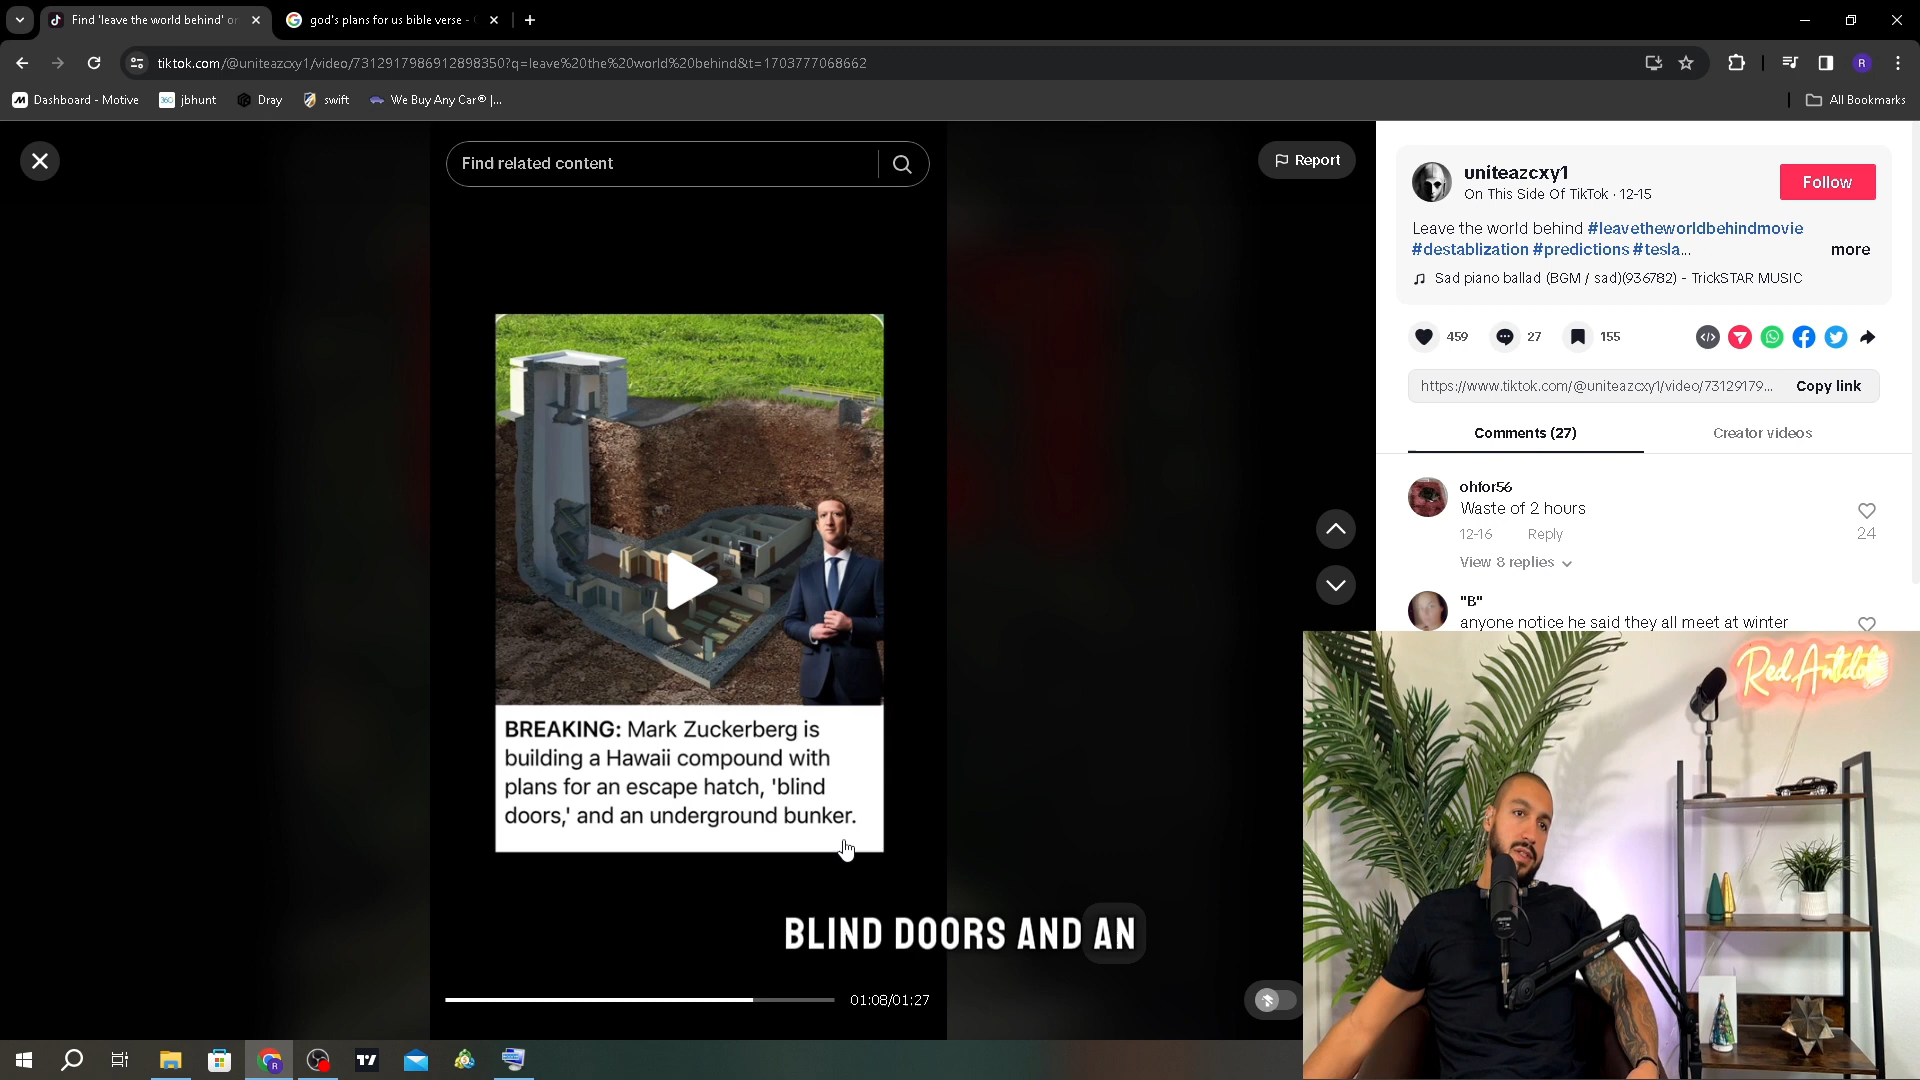 Find 'leave the world behind' or
god's plans for us bible verse -
tiktok.com/@uniteazcxy1/video/7312917986912898350?q=leave%20the%20world%20behind&t=1703777068662
R
Dashboard - Motive
jbhunt
Dray
swift
We Buy Any Car® |...
All Bookmarks
Find related content
Report
uniteazcxy1
On This Side Of TikTok · 12-15
Follow
Leave the world behind #leavetheworldbehindmovie
#destablization #predictions #tesla...
more
Sad piano ballad (BGM / sad)(936782) - TrickSTAR MUSIC
459
27
155
https://www.tiktok.com/@uniteazcxy1/video/73129179...
Copy link
Comments (27)
Creator videos
ohfor56
Waste of 2 hours
12-16
Reply
24
View 8 replies
"B"
anyone notice he said they all meet at winter
BREAKING: Mark Zuckerberg is
building a Hawaii compound with
plans for an escape hatch, 'blind
doors,' and an underground bunker.
BLIND DOORS AND AN
01:08/01:27
Red Antidote